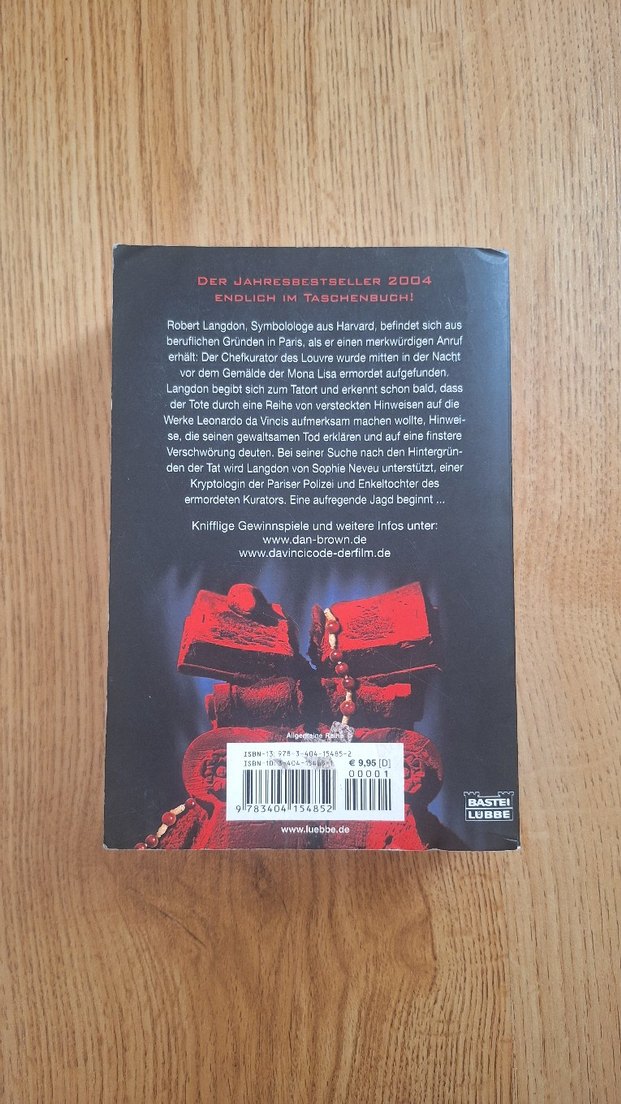 DER JAHRESBESTSELLER 2004
ENDLICH IM TASCHENBUCH!
Robert Langdon, Symbolologe aus Harvard, befindet sich aus
beruflichen Gründen in Paris, als er einen merkwürdigen Anruf
erhält: Der Chefkurator des Louvre wurde mitten in der Nacht
vor dem Gemälde der Mona Lisa ermordet aufgefunden.
Langdon begibt sich zum Tatort und erkennt schon bald, dass
der Tote durch eine Reihe von versteckten Hinweisen auf die
Werke Leonardo da Vincis aufmerksam machen wollte, Hinwei-
se, die seinen gewaltsamen Tod erklären und auf eine finstere
Verschwörung deuten. Bei seiner Suche nach den Hintergrün-
den der Tat wird Langdon von Sophie Neveu unterstützt, einer
Kryptologin der Pariser Polizei und Enkeltochter des
ermordeten Kurators. Eine aufregende Jagd beginnt ...
Knifflige Gewinnspiele und weitere Infos unter:
www.dan-brown.de
www.davincicode-derfilm.de
Allgemeine Reihe
ISBN-13: 978-3-404-15485-2
ISBN-10: 3-404-
€ 9,95 [D]
00001
9 783404 154852
www.luebbe.de
BASTEI
LÜBBE